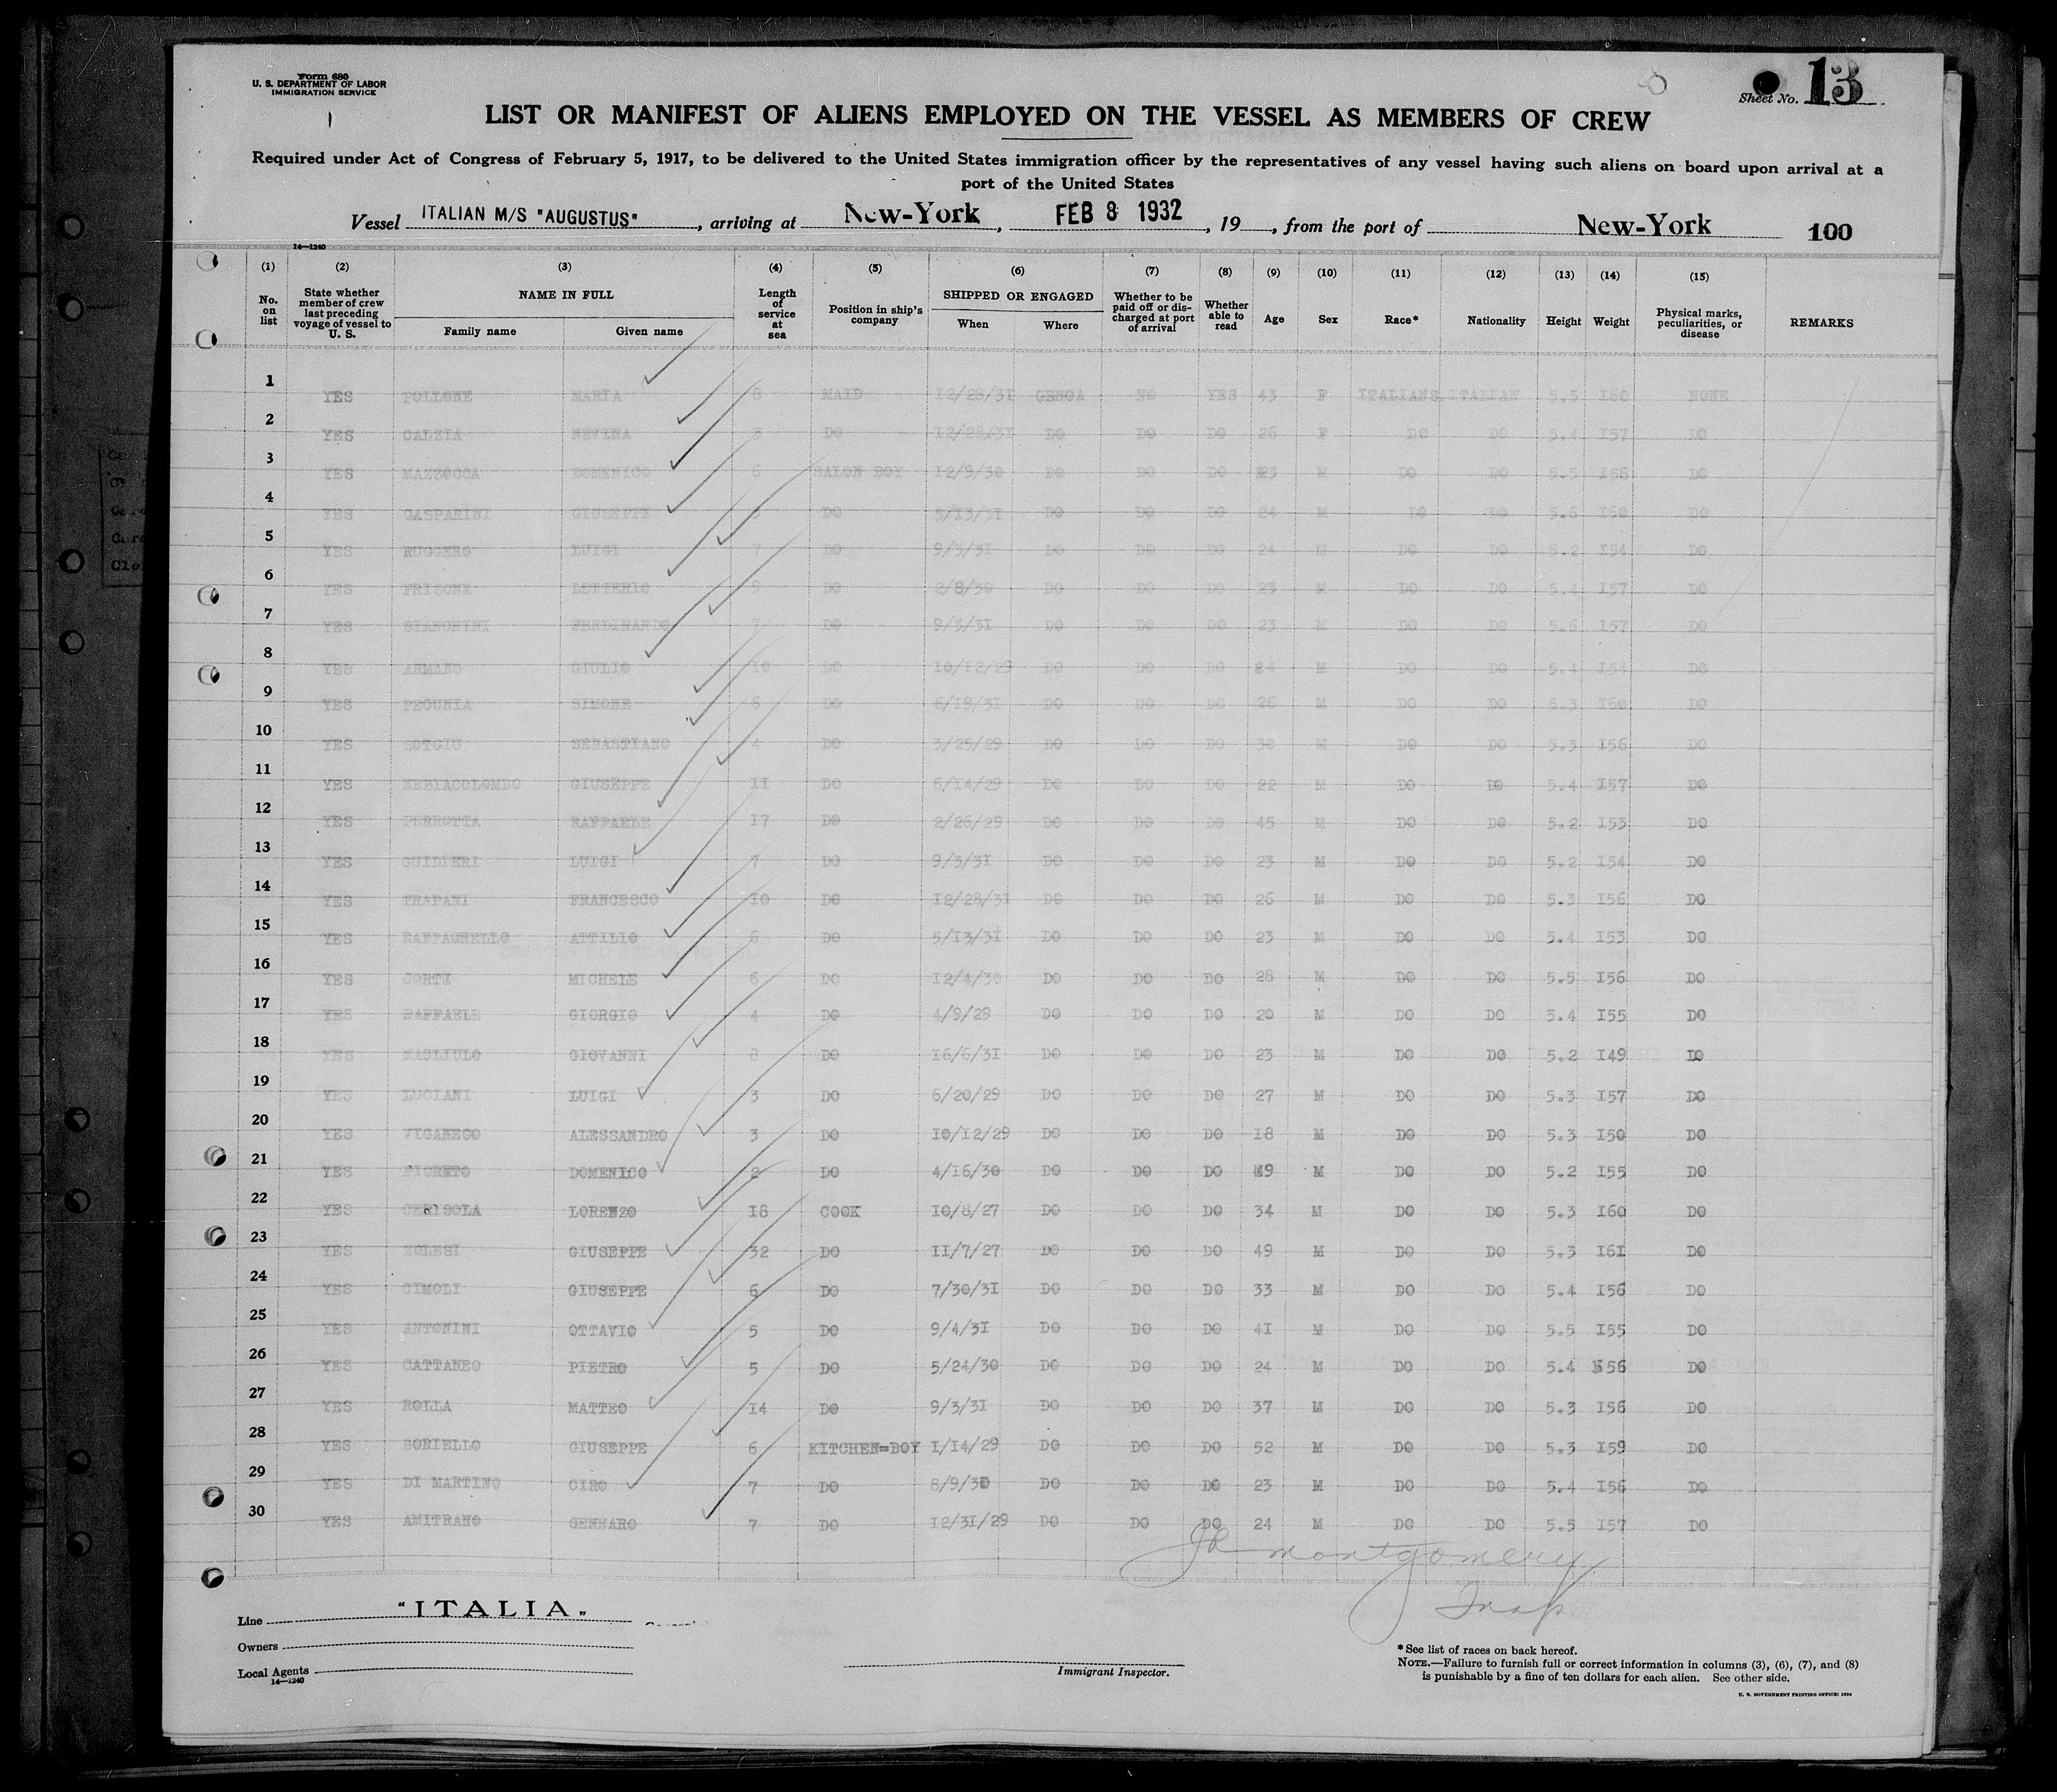 Form 680
U. S. DEPARTMENT OF LABOR
IMMIGRATION SERVICE
Sheet No. 13
LIST OR MANIFEST OF ALIENS EMPLOYED ON THE VESSEL AS MEMBERS OF CREW
Required under Act of Congress of February 5, 1917, to be delivered to the United States immigration officer by the representatives of any vessel having such aliens on board upon arrival at a
port of the United States
Vessel ITALIAN M/S "AUGUSTUS", arriving at New-York, FEB 8 1932, 19, from the port of New-York 100
14—1240
(1) (2) (3) (4) (5) (6) (7) (8) (9) (10) (11) (12) (13) (14) (15)
No. on list State whether member of crew last preceding voyage of vessel to U. S. NAME IN FULL Family name Given name Length of service at sea Position in ship's company SHIPPED OR ENGAGED When Where Whether to be paid off or discharged at port of arrival Whether able to read Age Sex Race* Nationality Height Weight Physical marks, peculiarities, or disease REMARKS
1 YES MARIA 8 MAID 12/28/31 GENOA NO YES 43 F ITALIANS ITALIAN 5.5 160 NONE
2 YES CALZIA NEVINA 3 DO 12/28/31 DO DO DO 26 F DO DO 5.4 157 DO
3 YES MAZZOCCA DOMENICO 6 SALON BOY 12/9/30 DO DO DO 23 M DO DO 5.5 158 DO
4 YES GASPARINI GIUSEPPE DO 5/13/31 DO DO DO 24 M DO DO 5.6 160 DO
5 YES RUGGERO LUIGI 7 DO 9/3/31 DO DO DO 24 M DO DO 5.2 154 DO
6 YES FRISONE LETTERIO 9 DO 2/8/30 DO DO DO 23 M DO DO 5.4 157 DO
7 YES BIANCHINI FERDINANDO 7 DO 9/3/31 DO DO DO 23 M DO DO 5.6 157 DO
8 YES ARMANO GIULIO 10 DO 10/12/29 DO DO DO 24 M DO DO 5.4 154 DO
9 YES PECUNIA SIMONE 6 DO 6/19/31 DO DO DO 26 M DO DO 5.3 160 DO
10 YES SOTGIU SEBASTIANO 4 DO 3/25/29 DO DO DO 30 M DO DO 5.3 156 DO
11 YES NEBIACOLOMBO GIUSEPPE 11 DO 6/14/29 DO DO DO 22 M DO DO 5.4 157 DO
12 YES PERROTTA RAFFAELE 17 DO 2/26/29 DO DO DO 45 M DO DO 5.2 153 DO
13 YES GUIDIERI LUIGI 7 DO 9/3/31 DO DO DO 23 M DO DO 5.2 154 DO
14 YES TRAPANI FRANCESCO 10 DO 12/28/31 DO DO DO 26 M DO DO 5.3 156 DO
15 YES RAFFAGHELLO ATTILIO 6 DO 5/13/31 DO DO DO 23 M DO DO 5.4 153 DO
16 YES CORTU MICHELE 6 DO 12/4/30 DO DO DO 28 M DO DO 5.5 156 DO
17 YES RAFFAELE GIORGIO 4 DO 4/9/29 DO DO DO 20 M DO DO 5.4 155 DO
18 YES MAGLIULO GIOVANNI 8 DO 16/6/31 DO DO DO 23 M DO DO 5.2 149 DO
19 YES LUCIANI LUIGI 3 DO 6/20/29 DO DO DO 27 M DO DO 5.3 157 DO
20 YES VIGANEGO ALESSANDRO 3 DO 10/12/29 DO DO DO 18 M DO DO 5.3 150 DO
21 YES DOMENICO 2 DO 4/16/30 DO DO DO 19 M DO DO 5.2 155 DO
22 YES CERISOLA LORENZO 18 COOK 10/8/27 DO DO DO 34 M DO DO 5.3 160 DO
23 YES ZOLESI GIUSEPPE 32 DO 11/7/27 DO DO DO 49 M DO DO 5.3 161 DO
24 YES CIMOLI GIUSEPPE 6 DO 7/30/31 DO DO DO 33 M DO DO 5.4 156 DO
25 YES ANTONINI OTTAVIO 5 DO 9/4/31 DO DO DO 41 M DO DO 5.5 155 DO
26 YES CATTANEO PIETRO 5 DO 5/24/30 DO DO DO 24 M DO DO 5.4 156 DO
27 YES ROLLA MATTEO 14 DO 9/3/31 DO DO DO 37 M DO DO 5.3 156 DO
28 YES BORIELLO GIUSEPPE 6 KITCHEN=BOY 1/14/29 DO DO DO 52 M DO DO 5.3 159 DO
29 YES DI MARTINO CIRO 7 DO 8/9/30 DO DO DO 23 M DO DO 5.4 156 DO
30 YES AMITRANO GENNARO 7 DO 12/31/29 DO DO DO 24 M DO DO 5.5 157 DO
Montgomery
Insp.
Line "ITALIA"
Owners
Local Agents
14—1240
Immigrant Inspector.
*See list of races on back hereof.
NOTE.—Failure to furnish full or correct information in columns (3), (6), (7), and (8)
is punishable by a fine of ten dollars for each alien. See other side.
U. S. GOVERNMENT PRINTING OFFICE: